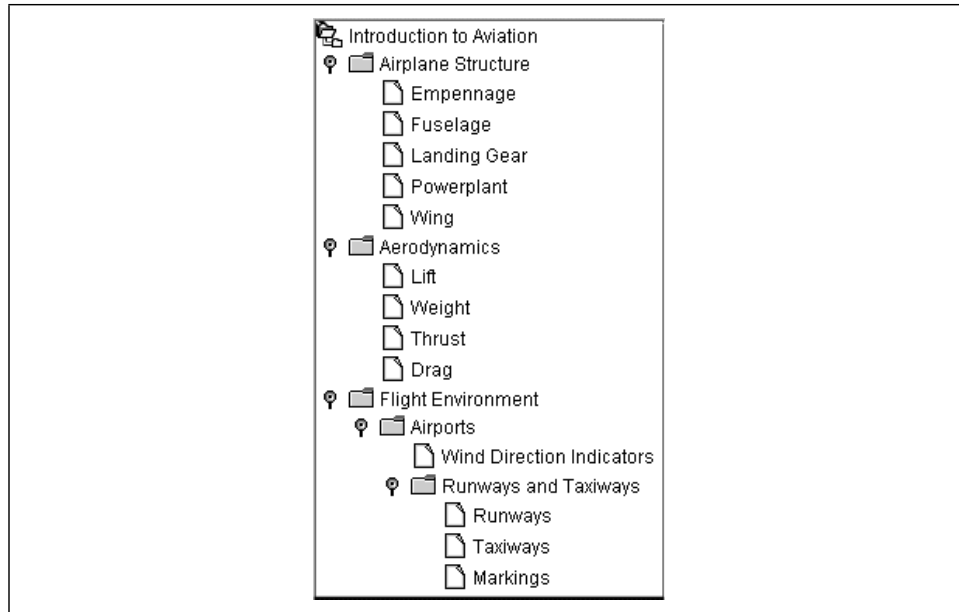 Introduction to Aviation
Airplane Structure
Empennage
Fuselage
Landing Gear
Powerplant
Wing
Aerodynamics
Lift
Weight
Thrust
Drag
Flight Environment
Airports
Wind Direction Indicators
Runways and Taxiways
Runways
Taxiways
Markings